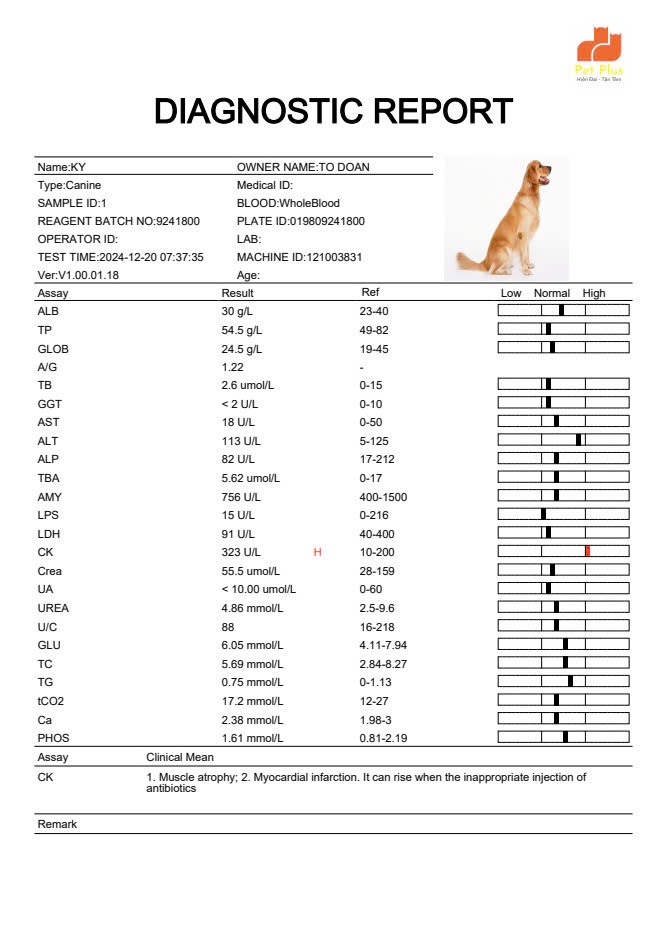 Pet Plus
Hiện Đại - Tận Tâm
DIAGNOSTIC REPORT
Name:KY OWNER NAME:TO DOAN
Type:Canine Medical ID:
SAMPLE ID:1 BLOOD:WholeBlood
REAGENT BATCH NO:9241800 PLATE ID:019809241800
OPERATOR ID: LAB:
TEST TIME:2024-12-20 07:37:35 MACHINE ID:121003831
Ver:V1.00.01.18 Age:
Assay Result Ref Low Normal High
ALB 30 g/L 23-40
TP 54.5 g/L 49-82
GLOB 24.5 g/L 19-45
A/G 1.22 -
TB 2.6 umol/L 0-15
GGT < 2 U/L 0-10
AST 18 U/L 0-50
ALT 113 U/L 5-125
ALP 82 U/L 17-212
TBA 5.62 umol/L 0-17
AMY 756 U/L 400-1500
LPS 15 U/L 0-216
LDH 91 U/L 40-400
CK 323 U/L H 10-200
Crea 55.5 umol/L 28-159
UA < 10.00 umol/L 0-60
UREA 4.86 mmol/L 2.5-9.6
U/C 88 16-218
GLU 6.05 mmol/L 4.11-7.94
TC 5.69 mmol/L 2.84-8.27
TG 0.75 mmol/L 0-1.13
tCO2 17.2 mmol/L 12-27
Ca 2.38 mmol/L 1.98-3
PHOS 1.61 mmol/L 0.81-2.19
Assay Clinical Mean
CK 1. Muscle atrophy; 2. Myocardial infarction. It can rise when the inappropriate injection of
antibiotics
Remark